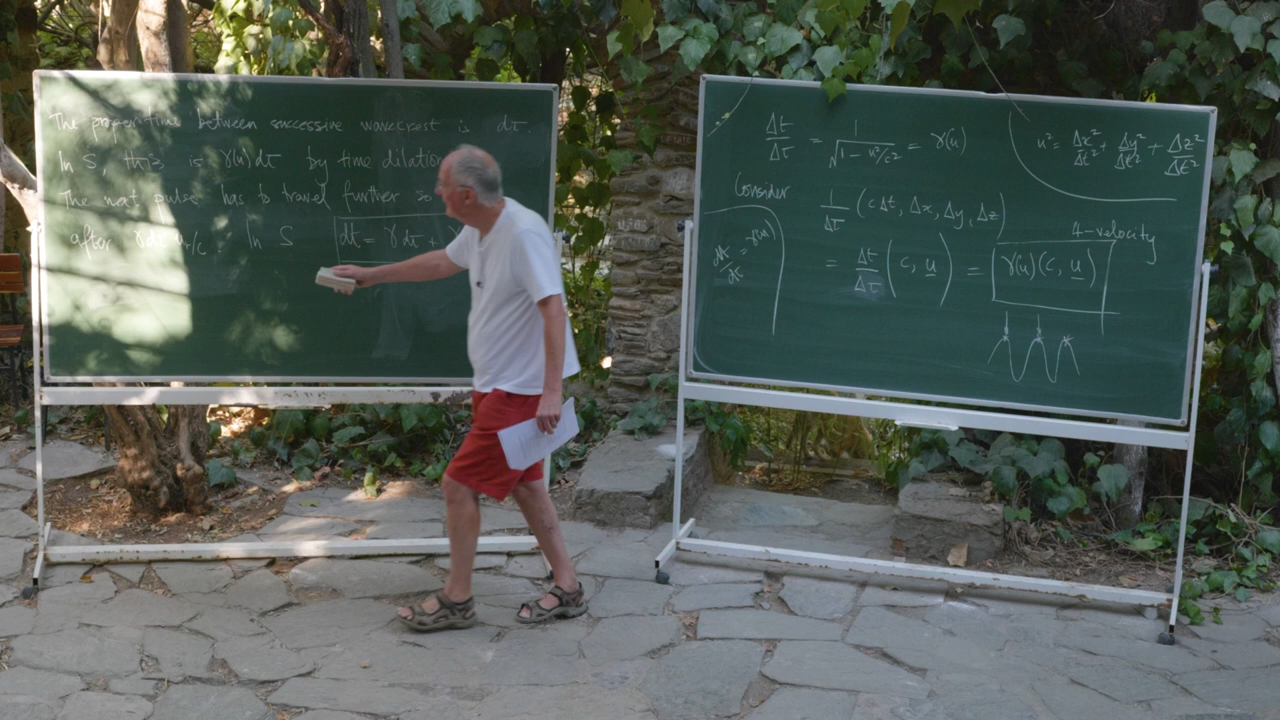 The proper time between successive wavecrest is dτ.
In S, this is γ(u)dτ by time dilation
The next pulse has to travel further so
after γdτ u/c In S dt = γdτ +
Δt/Δτ = 1/√(1 - u²/c²) = γ(u)
u² = Δx²/Δt² + Δy²/Δt² + Δz²/Δt²
Consider 1/Δτ (cΔt, Δx, Δy, Δz)
dt/dτ = γ(u)
= Δt/Δτ (c, u) = γ(u)(c, u)
4-velocity